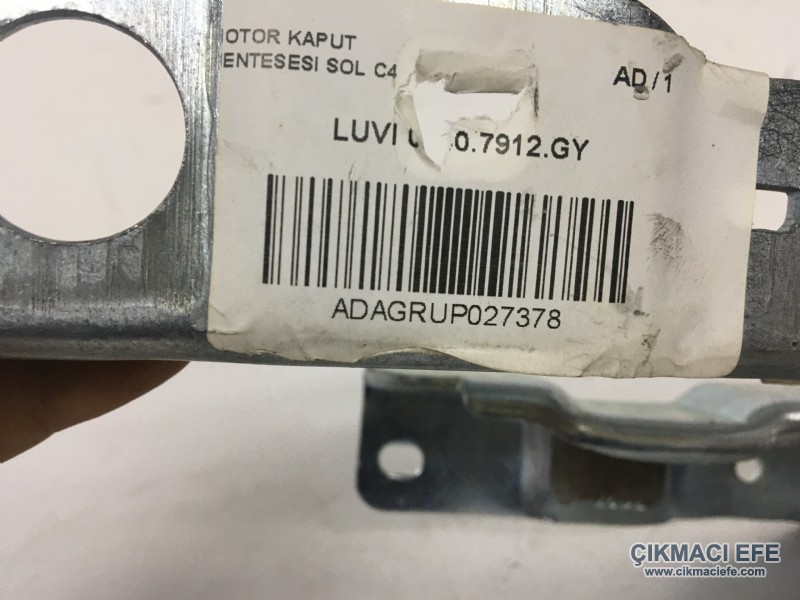 OTOR KAPUT
ENTESESI SOL C4
AD/1
LUVI 0.7912.GY
ADAGRUP027378
ÇIKMACI EFE
www.cikmaciefe.com